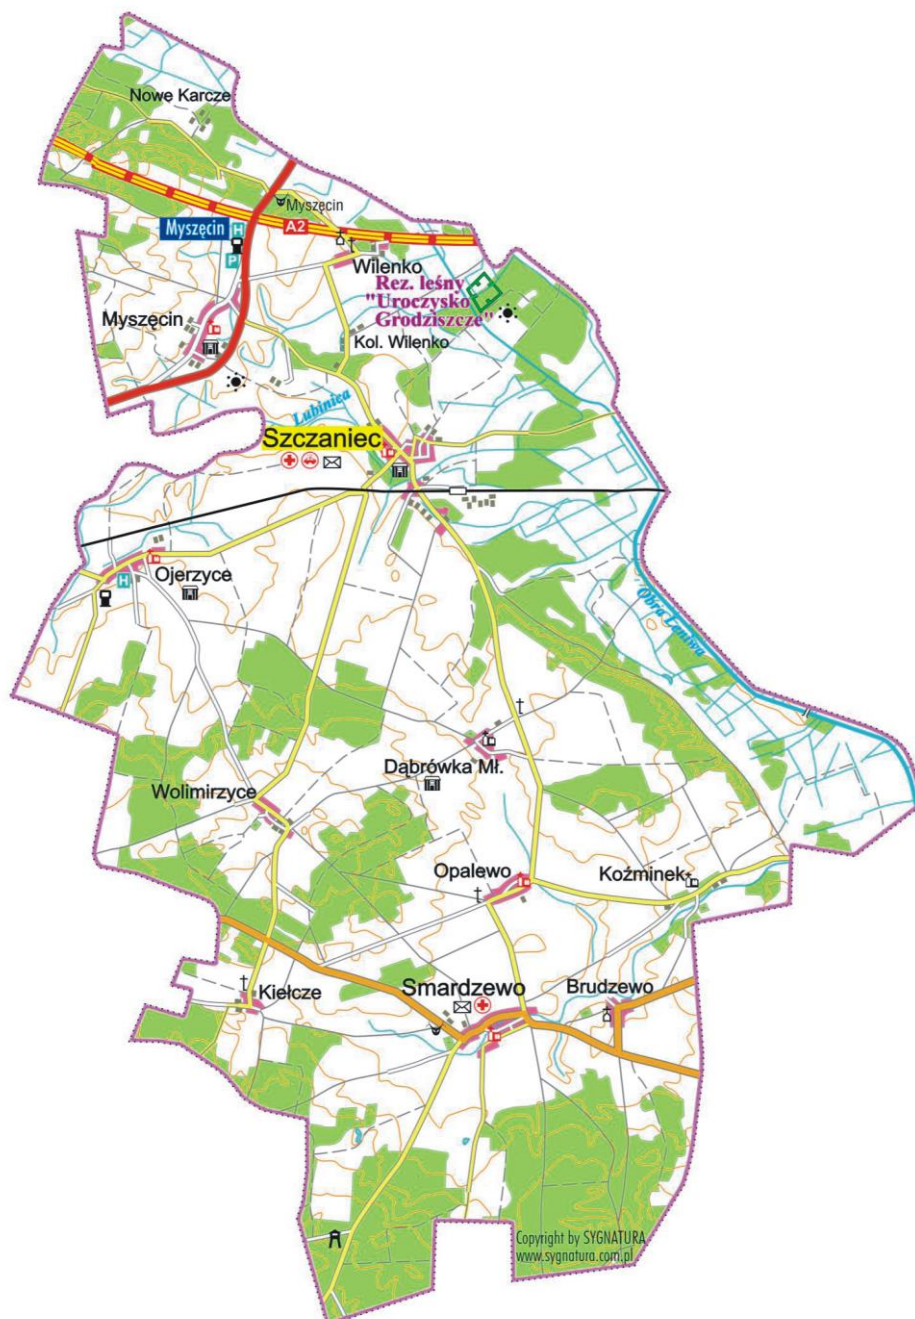 Nowe Karcze
Myszęcin
Myszęcin
H
A2
P
Wilenko
Rez. leśny
"Uroczysko
Grodziszcze"
Myszęcin
Kol. Wilenko
Lubinica
Szczaniec
Ojerzyce
H
Obra Leniwa
Dąbrówka Mł.
Wolimirzyce
Opalewo
Koźminek
Smardzewo
Brudzewo
Kiełcze
Copyright by SYGNATURA
www.sygnatura.com.pl